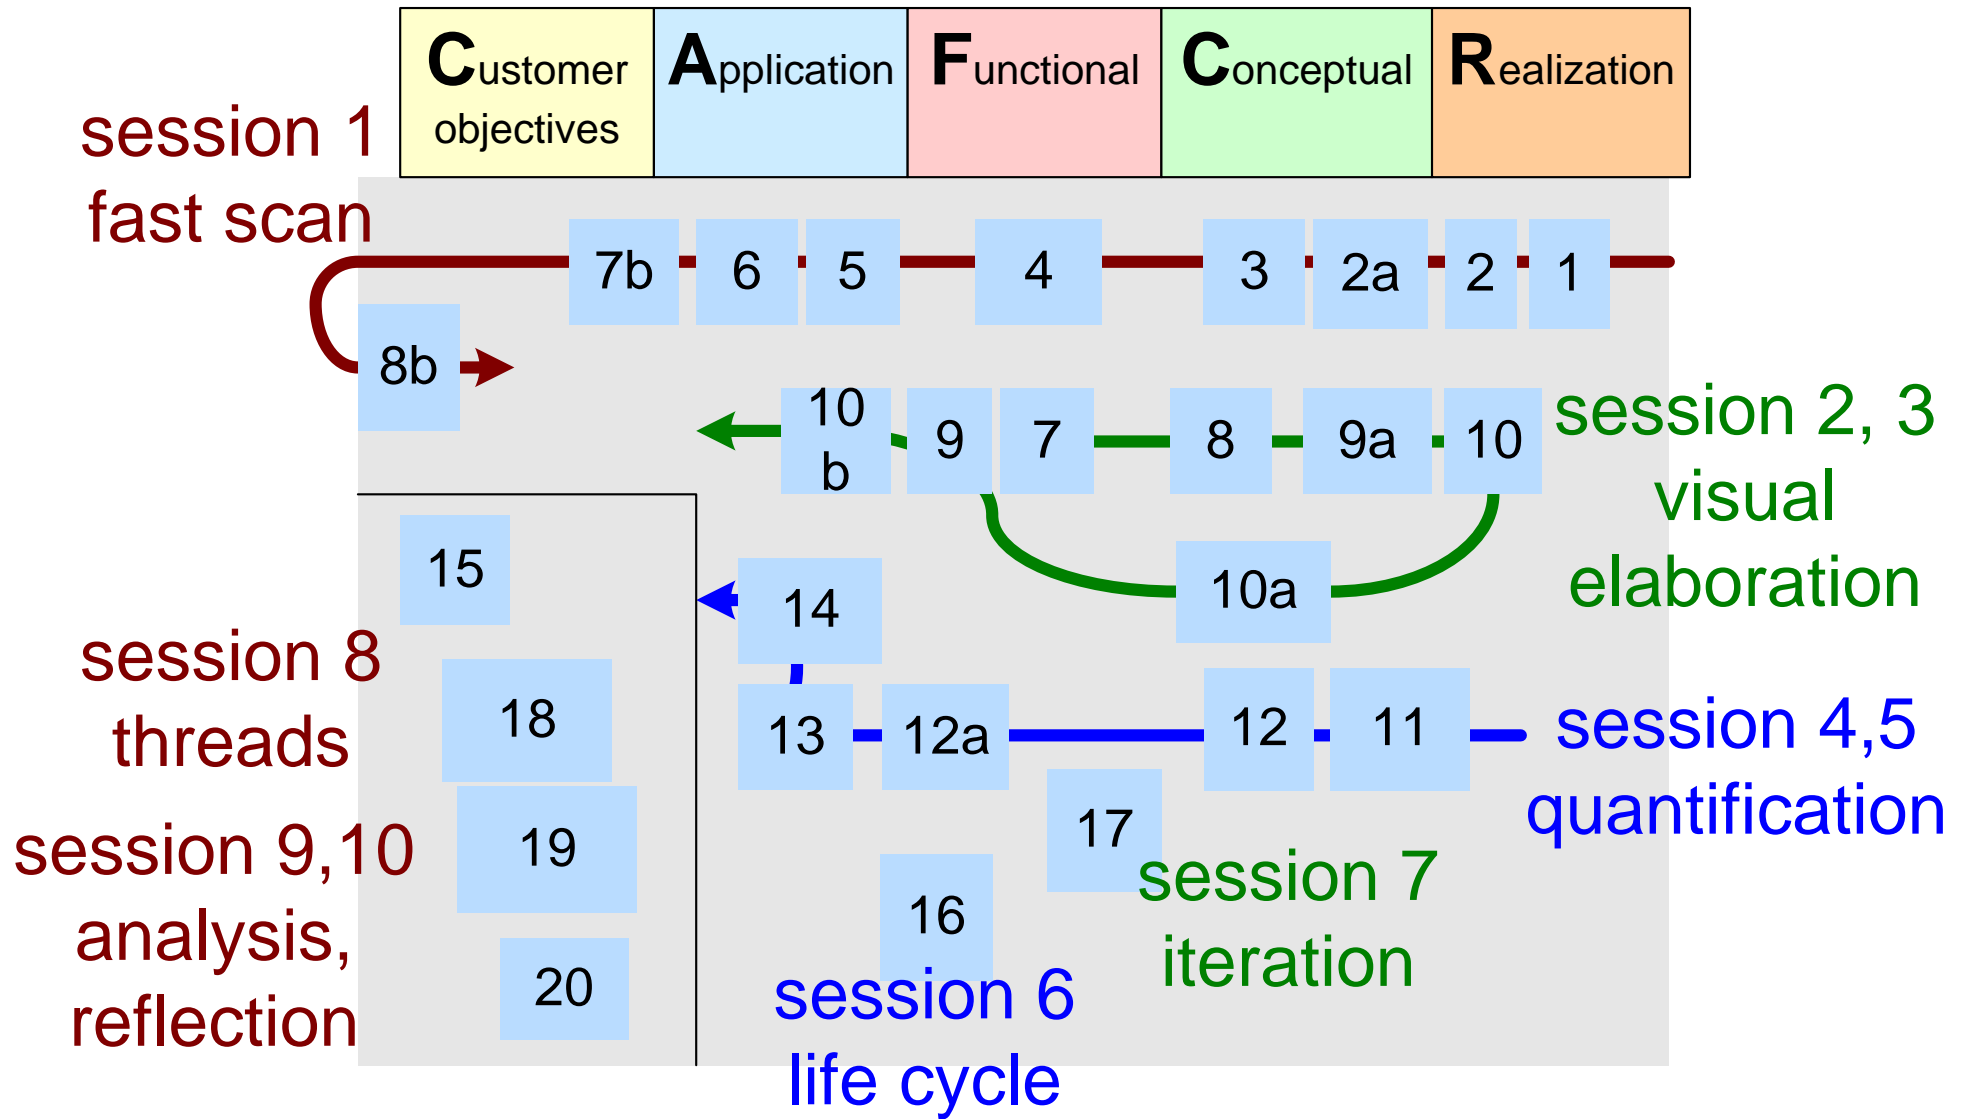 Customer
objectives
Application
Functional
Conceptual
Realization
session 1
fast scan
7b
6
5
4
3
2a
2
1
8b
10
b
9
7
8
9a
10
session 2, 3
visual
elaboration
10a
15
14
18
13
12a
12
11
session 4,5
quantification
session 8
threads
19
17
session 9,10
analysis,
reflection
16
session 7
iteration
20
session 6
life cycle